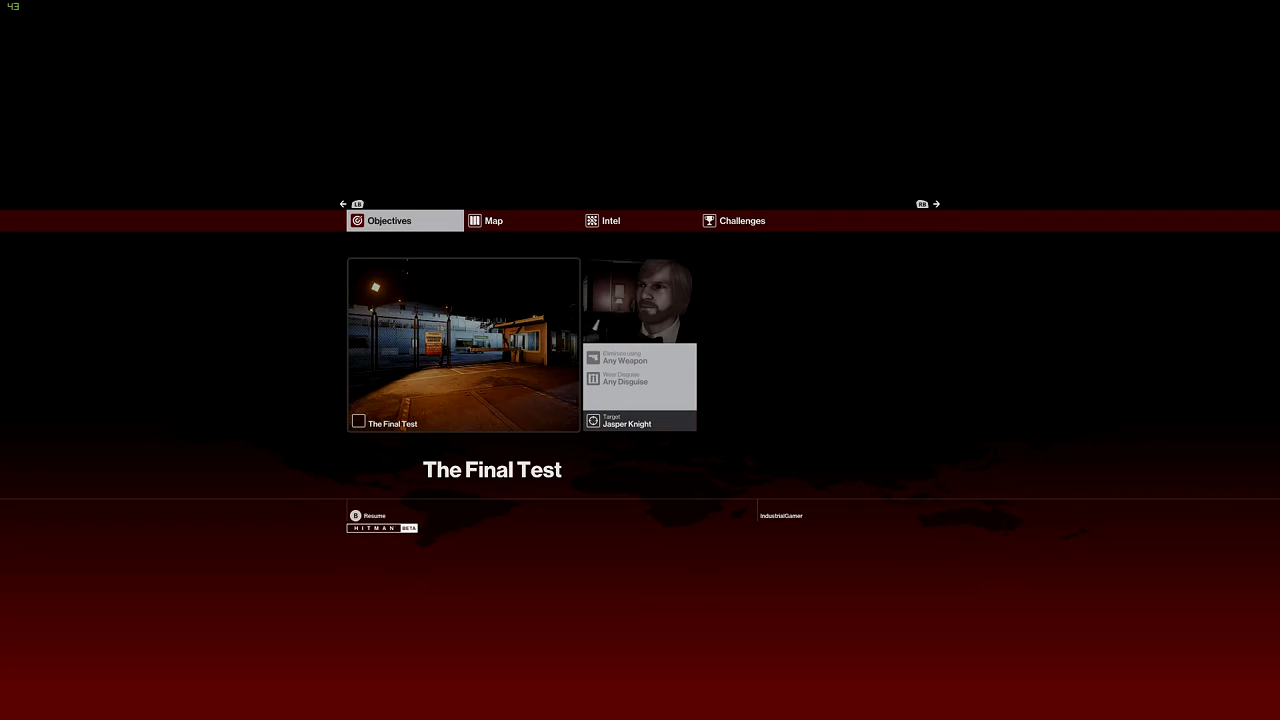 43
LB
RB
Objectives
Map
Intel
Challenges
Eliminate using
Any Weapon
Wear Disguise
Any Disguise
The Final Test
Target
Jasper Knight
The Final Test
B Resume
IndustrialGamer
HITMAN BETA